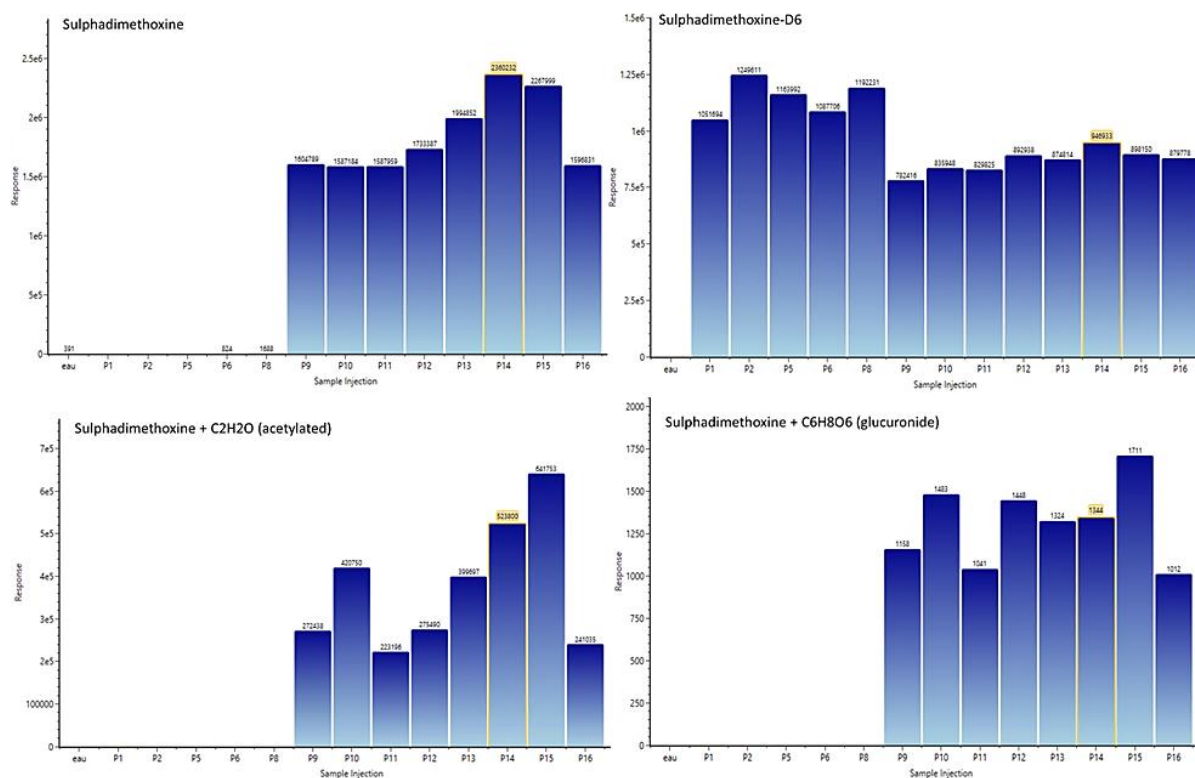 Sulphadimethoxine
2.5e6
2e6
1.5e6
1e6
5e5
0
Response
391
824
1688
1604789
1587184
1587959
1733387
1994852
2360232
2267999
1596831
eau P1 P2 P5 P6 P8 P9 P10 P11 P12 P13 P14 P15 P16
Sample Injection
Sulphadimethoxine-D6
1.5e6
1.25e6
1e6
7.5e5
5e5
2.5e5
0
Response
1051694
1249611
1163992
1087706
1192231
782416
835948
829825
892938
874814
946933
898150
879778
eau P1 P2 P5 P6 P8 P9 P10 P11 P12 P13 P14 P15 P16
Sample Injection
Sulphadimethoxine + C2H2O (acetylated)
7e5
6e5
5e5
4e5
3e5
2e5
100000
0
Response
272438
420750
223196
275490
399697
523800
641753
241035
eau P1 P2 P5 P6 P8 P9 P10 P11 P12 P13 P14 P15 P16
Sample Injection
Sulphadimethoxine + C6H8O6 (glucuronide)
2000
1750
1500
1250
1000
750
500
250
0
Response
1158
1483
1041
1448
1324
1344
1711
1012
eau P1 P2 P5 P6 P8 P9 P10 P11 P12 P13 P14 P15 P16
Sample Injection